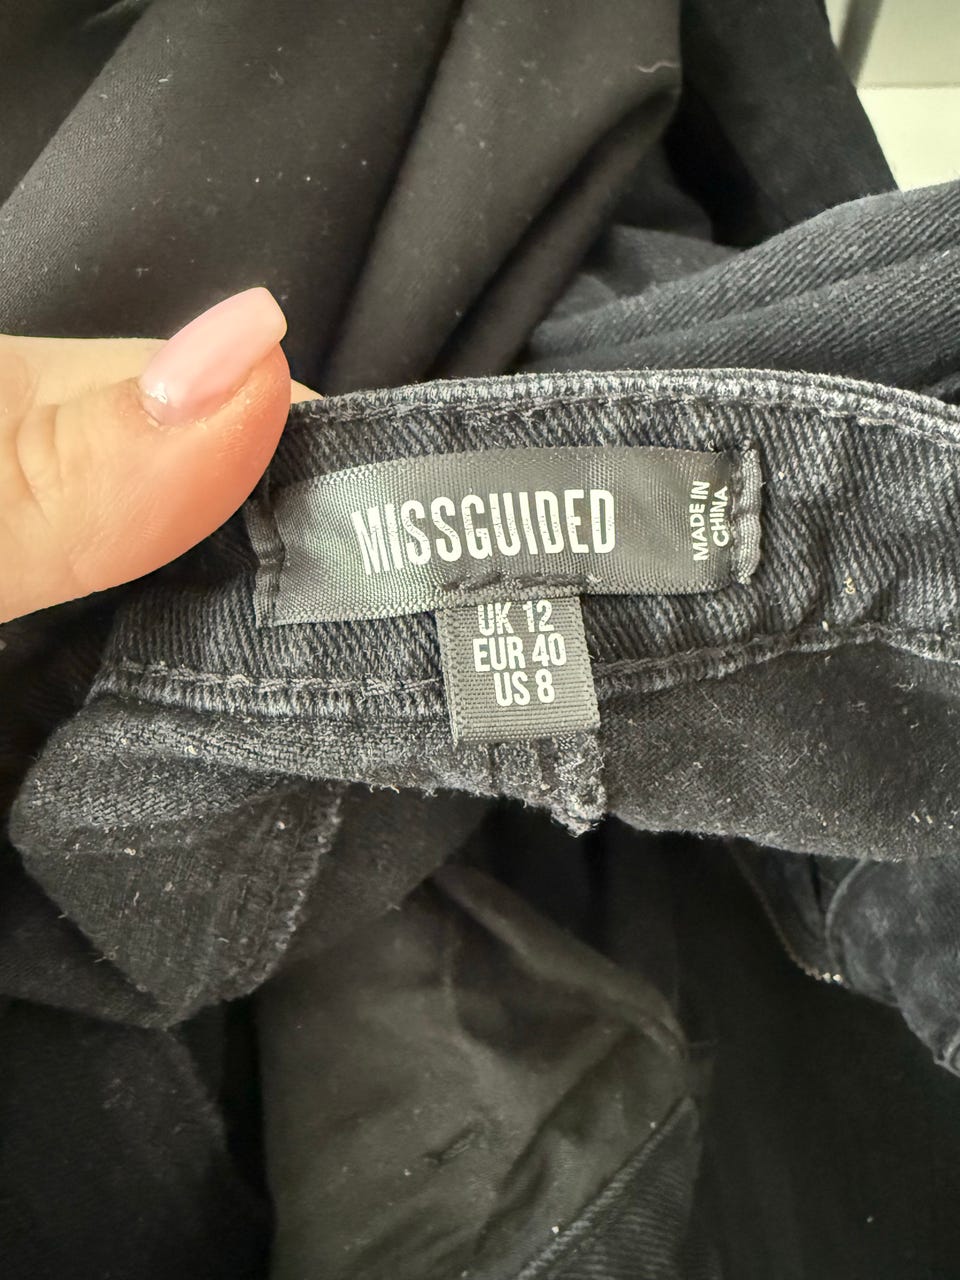 MISSGUIDED
MADE IN
CHINA
UK 12
EUR 40
US 8